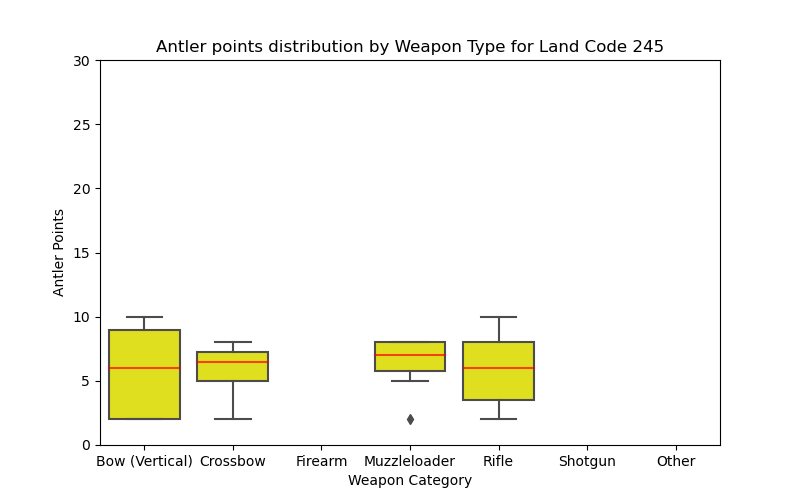 Antler points distribution by Weapon Type for Land Code 245
30
25
20
15
10
5
0
Antler Points
Bow (Vertical) Crossbow Firearm Muzzleloader Rifle Shotgun Other
Weapon Category